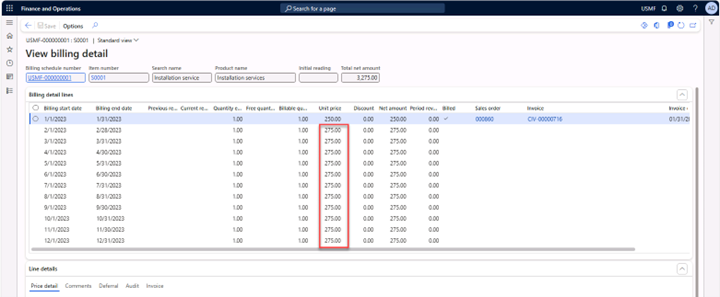 Finance and Operations Search for a page USMF AD
Save Options
USMF-000000001 : S0001 | Standard view
View billing detail
Billing schedule number Item number Search name Product name Initial reading Total net amount
USMF-000000001 S0001 Installation service Installation services 3,275.00
Billing detail lines
Billing start date Billing end date Previous re... Current re... Quantity c... Free quant... Billable qu... Unit price Discount Net amount Period rev... Billed Sales order Invoice Invoice
1/1/2023 1/31/2023 1.00 1.00 250.00 0.00 250.00 0.00 000860 CIV-00000716 01/31/2
2/1/2023 2/28/2023 1.00 1.00 275.00 0.00 275.00 0.00
3/1/2023 3/31/2023 1.00 1.00 275.00 0.00 275.00 0.00
4/1/2023 4/30/2023 1.00 1.00 275.00 0.00 275.00 0.00
5/1/2023 5/31/2023 1.00 1.00 275.00 0.00 275.00 0.00
6/1/2023 6/30/2023 1.00 1.00 275.00 0.00 275.00 0.00
7/1/2023 7/31/2023 1.00 1.00 275.00 0.00 275.00 0.00
8/1/2023 8/31/2023 1.00 1.00 275.00 0.00 275.00 0.00
9/1/2023 9/30/2023 1.00 1.00 275.00 0.00 275.00 0.00
10/1/2023 10/31/2023 1.00 1.00 275.00 0.00 275.00 0.00
11/1/2023 11/30/2023 1.00 1.00 275.00 0.00 275.00 0.00
12/1/2023 12/31/2023 1.00 1.00 275.00 0.00 275.00 0.00
Line details
Price detail Comments Deferral Audit Invoice